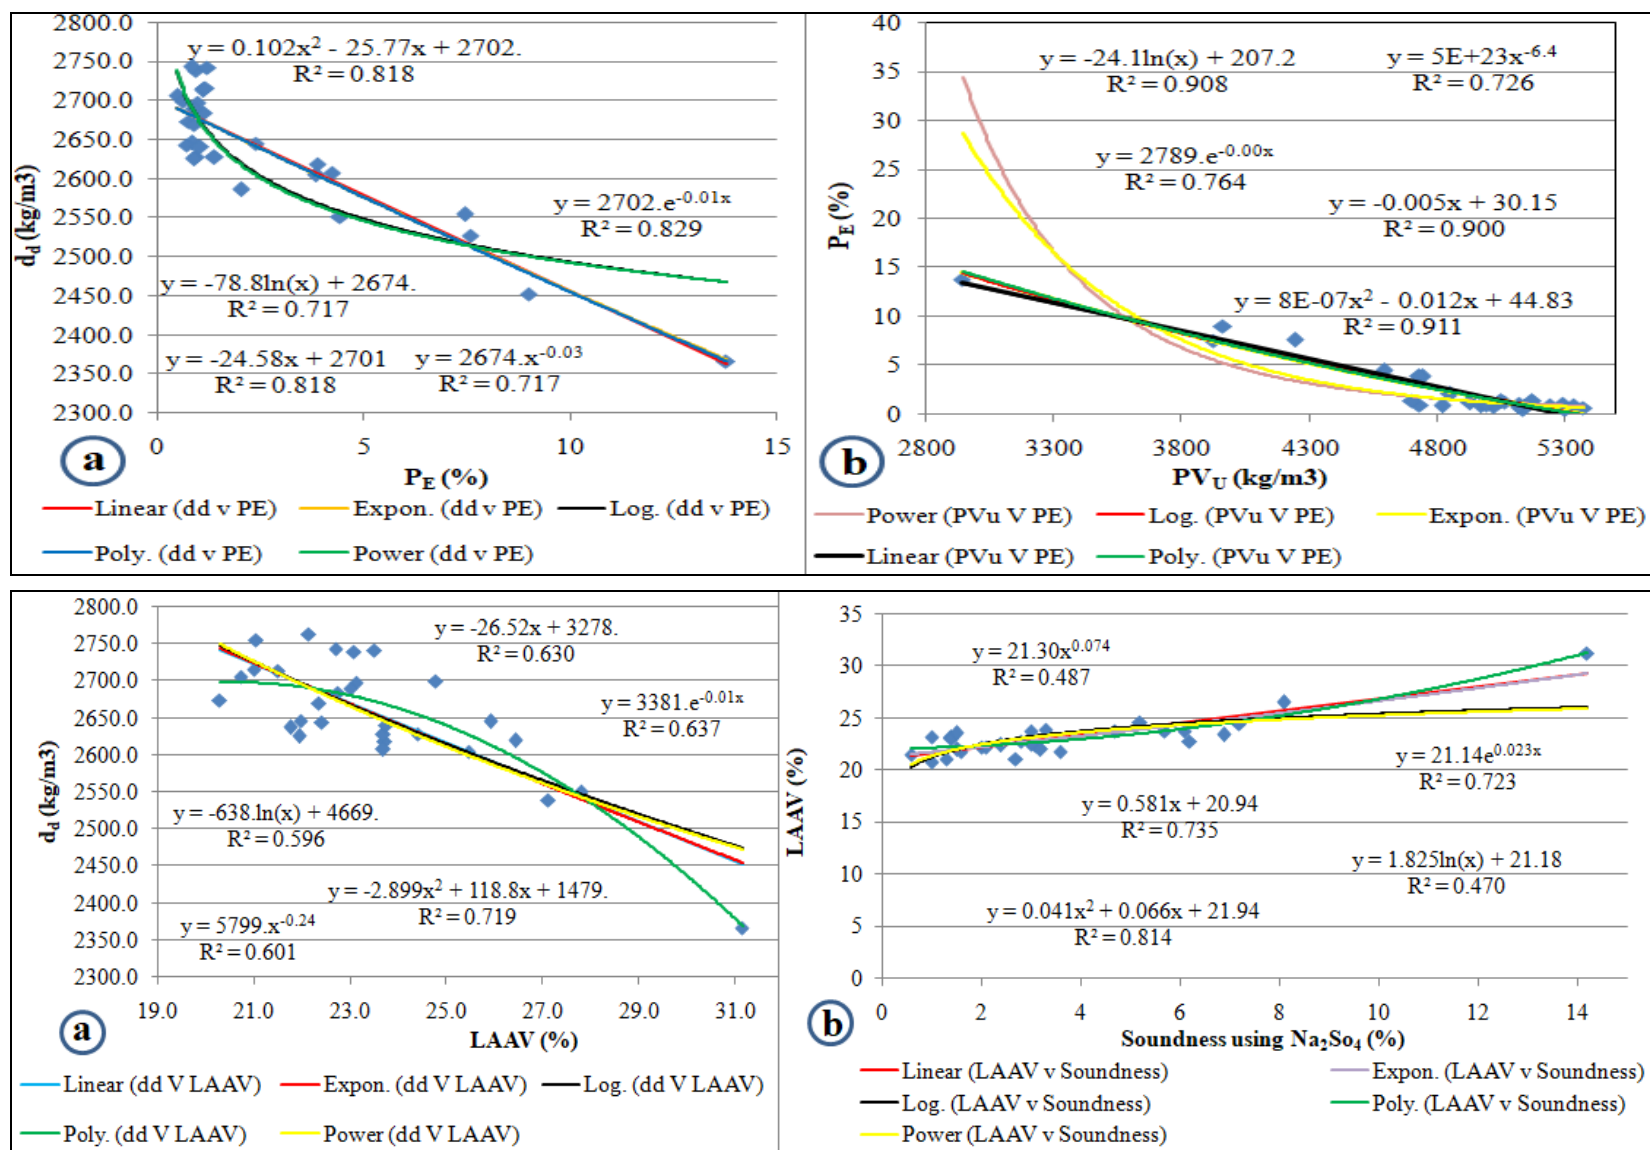 2800.0
2750.0
2700.0
2650.0
2600.0
2550.0
2500.0
2450.0
2400.0
2350.0
2300.0
d_d (kg/m3)
y = 0.102x² - 25.77x + 2702.
R² = 0.818
y = 2702.e^-0.01x
R² = 0.829
y = -78.8ln(x) + 2674.
R² = 0.717
y = -24.58x + 2701
R² = 0.818
y = 2674.x^-0.03
R² = 0.717
0 5 10 15
a
P_E (%)
Linear (dd v PE) Expon. (dd v PE) Log. (dd v PE)
Poly. (dd v PE) Power (dd v PE)
40
35
30
25
20
15
10
5
0
P_E (%)
y = -24.1ln(x) + 207.2
R² = 0.908
y = 5E+23x^-6.4
R² = 0.726
y = 2789.e^-0.00x
R² = 0.764
y = -0.005x + 30.15
R² = 0.900
y = 8E-07x² - 0.012x + 44.83
R² = 0.911
2800 3300 3800 4300 4800 5300
b
PV_U (kg/m3)
Power (PVu V PE) Log. (PVu V PE) Expon. (PVu V PE)
Linear (PVu V PE) Poly. (PVu V PE)
2800.0
2750.0
2700.0
2650.0
2600.0
2550.0
2500.0
2450.0
2400.0
2350.0
2300.0
d_d (kg/m3)
y = -26.52x + 3278.
R² = 0.630
y = 3381.e^-0.01x
R² = 0.637
y = -638.ln(x) + 4669.
R² = 0.596
y = -2.899x² + 118.8x + 1479.
R² = 0.719
y = 5799.x^-0.24
R² = 0.601
19.0 21.0 23.0 25.0 27.0 29.0 31.0
a
LAAV (%)
Linear (dd V LAAV) Expon. (dd V LAAV) Log. (dd V LAAV)
Poly. (dd V LAAV) Power (dd V LAAV)
35
30
25
20
15
10
5
0
LAAV (%)
y = 21.30x^0.074
R² = 0.487
y = 21.14e^0.023x
R² = 0.723
y = 0.581x + 20.94
R² = 0.735
y = 1.825ln(x) + 21.18
R² = 0.470
y = 0.041x² + 0.066x + 21.94
R² = 0.814
0 2 4 6 8 10 12 14
b
Soundness using Na₂So₄ (%)
Linear (LAAV v Soundness) Expon. (LAAV v Soundness)
Log. (LAAV v Soundness) Poly. (LAAV v Soundness)
Power (LAAV v Soundness)